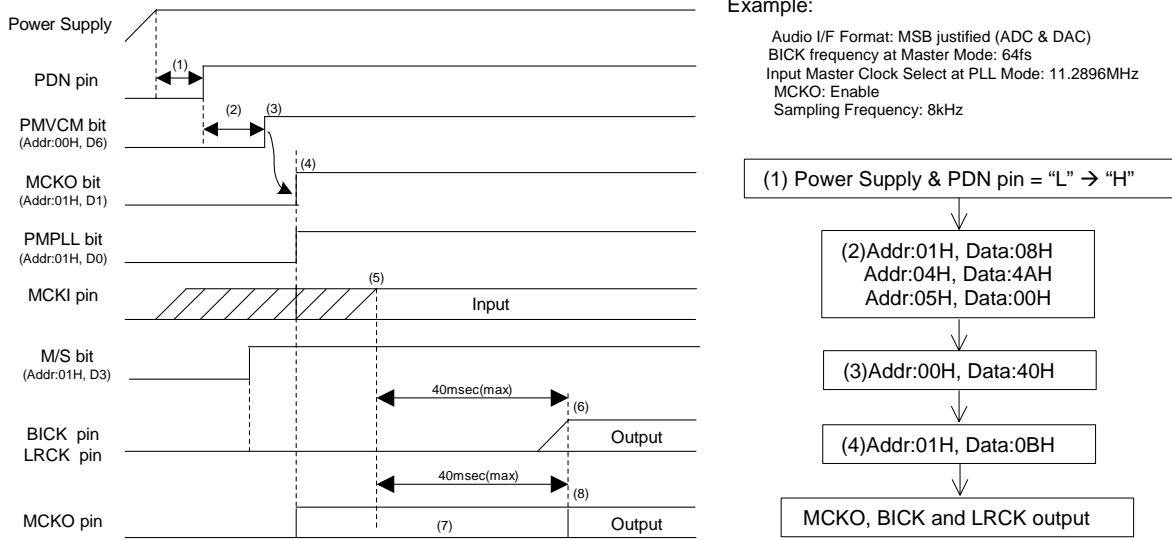 Power Supply
(1)
PDN pin
(2)
(3)
PMVCM bit
(Addr:00H, D6)
(4)
MCKO bit
(Addr:01H, D1)
PMPLL bit
(Addr:01H, D0)
(5)
MCKI pin
Input
M/S bit
(Addr:01H, D3)
40msec(max)
(6)
BICK pin
LRCK pin
Output
40msec(max)
(8)
MCKO pin
(7)
Output
Example:
Audio I/F Format: MSB justified (ADC & DAC)
BICK frequency at Master Mode: 64fs
Input Master Clock Select at PLL Mode: 11.2896MHz
MCKO: Enable
Sampling Frequency: 8kHz
(1) Power Supply & PDN pin = “L” → “H”
(2)Addr:01H, Data:08H
Addr:04H, Data:4AH
Addr:05H, Data:00H
(3)Addr:00H, Data:40H
(4)Addr:01H, Data:0BH
MCKO, BICK and LRCK output